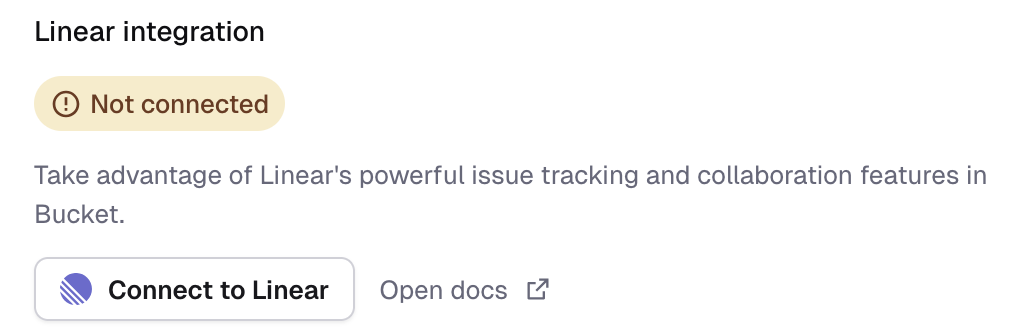 Linear integration
Not connected
Take advantage of Linear's powerful issue tracking and collaboration features in
Bucket.
Connect to Linear
Open docs